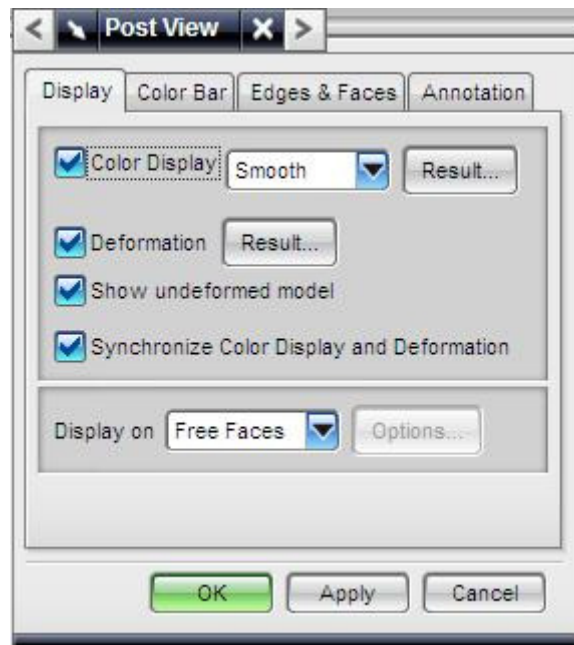 Post View
Display Color Bar Edges & Faces Annotation
Color Display Smooth Result...
Deformation Result...
Show undeformed model
Synchronize Color Display and Deformation
Display on Free Faces Options...
OK Apply Cancel